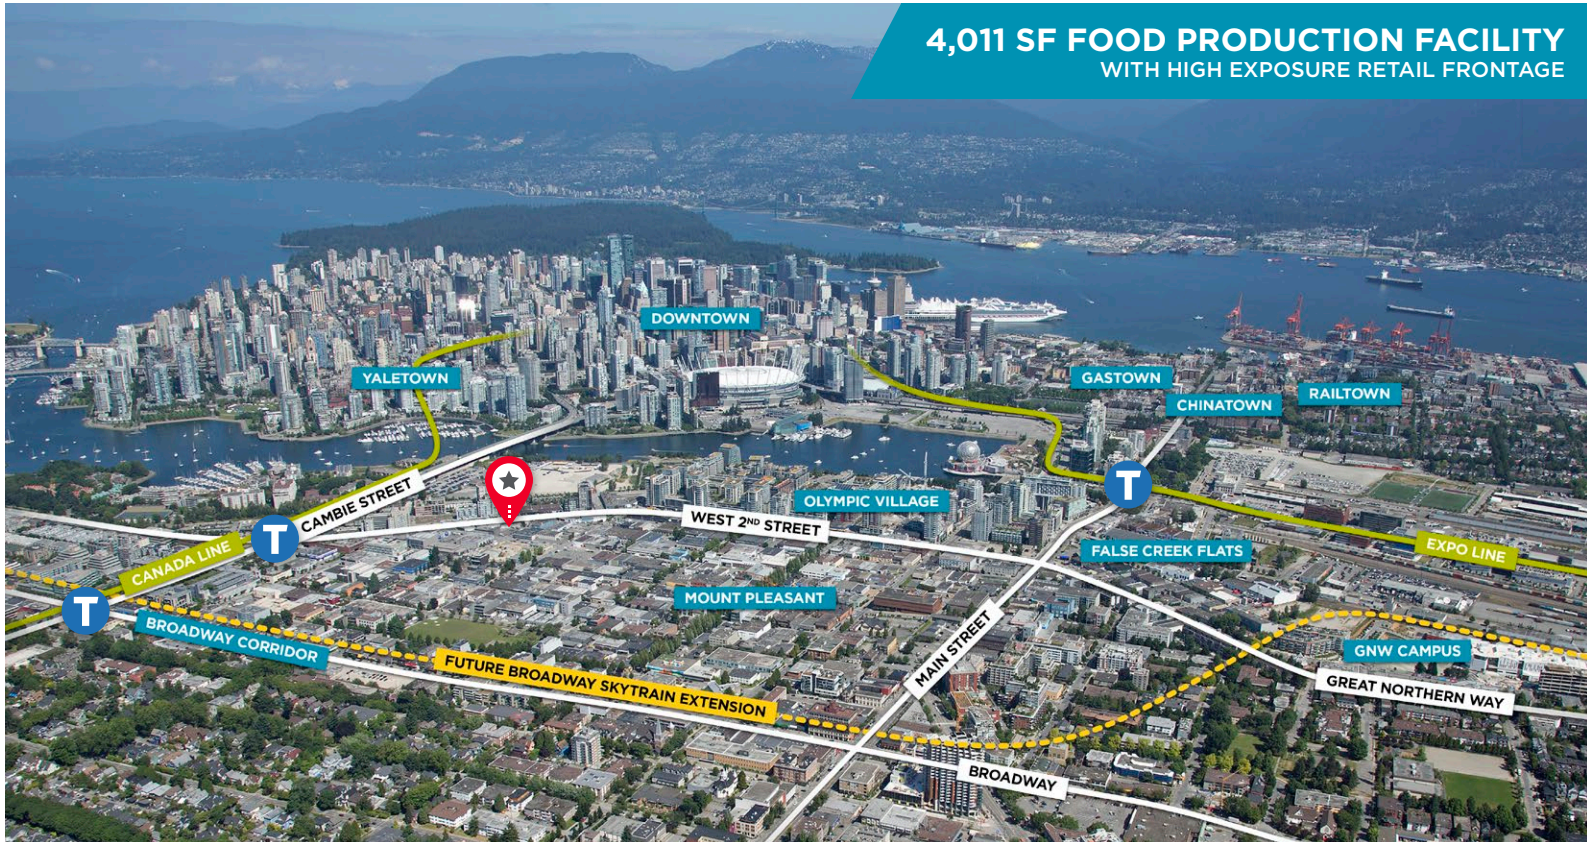 4,011 SF FOOD PRODUCTION FACILITY
WITH HIGH EXPOSURE RETAIL FRONTAGE
DOWNTOWN
YALETOWN
GASTOWN
CHINATOWN
RAILTOWN
CAMBIE STREET
OLYMPIC VILLAGE
WEST 2ND STREET
T
T
CANADA LINE
FALSE CREEK FLATS
EXPO LINE
T
MOUNT PLEASANT
BROADWAY CORRIDOR
MAIN STREET
GNW CAMPUS
FUTURE BROADWAY SKYTRAIN EXTENSION
GREAT NORTHERN WAY
BROADWAY